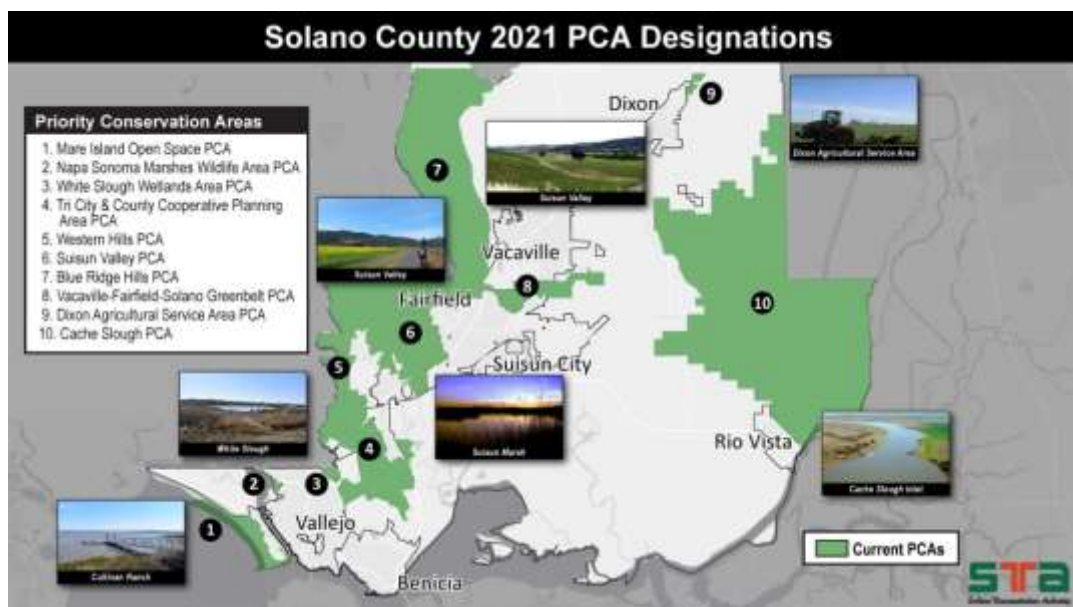 Solano County 2021 PCA Designations
Priority Conservation Areas
1. Mare Island Open Space PCA
2. Napa Sonoma Marshes Wildlife Area PCA
3. White Slough Wetlands Area PCA
4. Tri City & County Cooperative Planning
Area PCA
5. Western Hills PCA
6. Suisun Valley PCA
7. Blue Ridge Hills PCA
8. Vacaville-Fairfield-Solano Greenbelt PCA
9. Dixon Agricultural Service Area PCA
10. Cache Slough PCA
Dixon
9
Dixon Agricultural Service Area
7
Suisun Valley
Suisun Valley
Vacaville
8
Fairfield
10
6
Suisun City
5
White Slough
Suisun Marsh
4
Rio Vista
Cache Slough Inlet
2
3
1
Vallejo
Cullinan Ranch
Benicia
Current PCAs
STA
Solano Transportation Authority